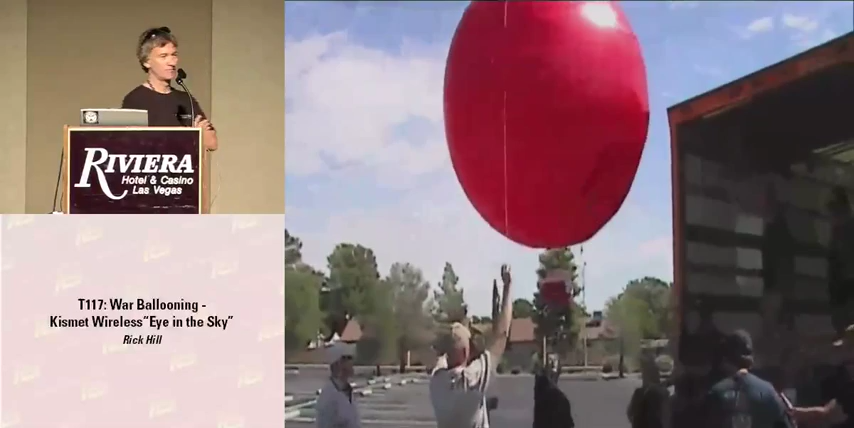 RIVIERA
Hotel & Casino
Las Vegas
T117: War Ballooning -
Kismet Wireless“Eye in the Sky”
Rick Hill